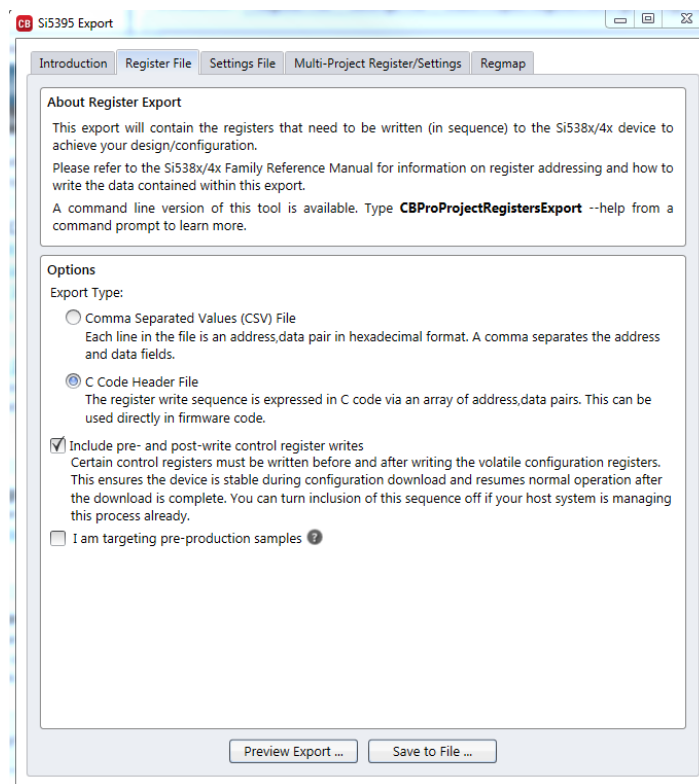 CB Si5395 Export
Introduction Register File Settings File Multi-Project Register/Settings Regmap
About Register Export
This export will contain the registers that need to be written (in sequence) to the Si538x/4x device to
achieve your design/configuration.
Please refer to the Si538x/4x Family Reference Manual for information on register addressing and how to
write the data contained within this export.
A command line version of this tool is available. Type CBProProjectRegistersExport --help from a
command prompt to learn more.
Options
Export Type:
Comma Separated Values (CSV) File
Each line in the file is an address,data pair in hexadecimal format. A comma separates the address
and data fields.
C Code Header File
The register write sequence is expressed in C code via an array of address,data pairs. This can be
used directly in firmware code.
Include pre- and post-write control register writes
Certain control registers must be written before and after writing the volatile configuration registers.
This ensures the device is stable during configuration download and resumes normal operation after
the download is complete. You can turn inclusion of this sequence off if your host system is managing
this process already.
I am targeting pre-production samples ?
Preview Export ... Save to File ...